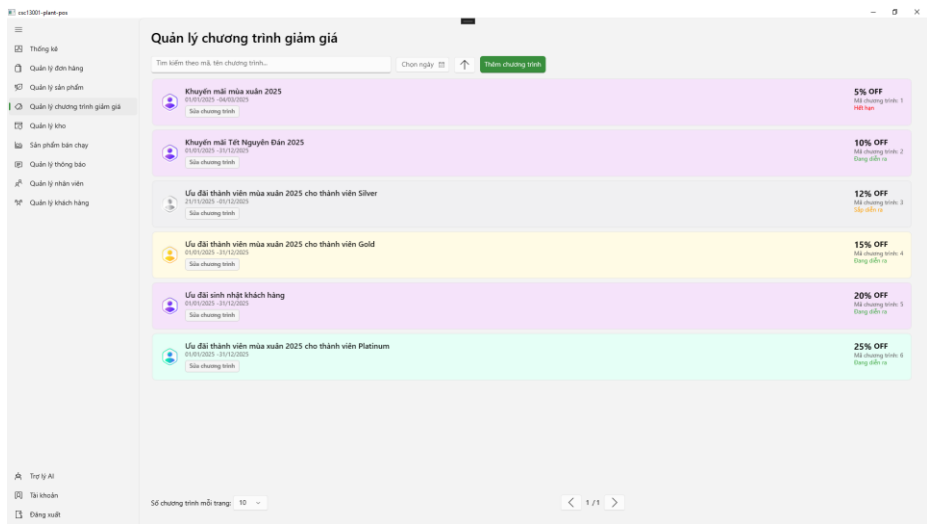 csc13001-plant-pos
Quản lý chương trình giảm giá
Thống kê
Quản lý đơn hàng
Quản lý sản phẩm
Quản lý chương trình giảm giá
Quản lý kho
Sản phẩm bán chạy
Quản lý thông báo
Quản lý nhân viên
Quản lý khách hàng
Trợ lý AI
Tài khoản
Đăng xuất
Tìm kiếm theo mã, tên chương trình...
Chọn ngày
Thêm chương trình
Khuyến mãi mùa xuân 2025
01/01/2025 -04/03/2025
Sửa chương trình
5% OFF
Mã chương trình: 1
Hết hạn
Khuyến mãi Tết Nguyên Đán 2025
01/01/2025 -31/12/2025
Sửa chương trình
10% OFF
Mã chương trình: 2
Đang diễn ra
Ưu đãi thành viên mùa xuân 2025 cho thành viên Silver
21/11/2025 -01/12/2025
Sửa chương trình
12% OFF
Mã chương trình: 3
Sắp diễn ra
Ưu đãi thành viên mùa xuân 2025 cho thành viên Gold
01/01/2025 -31/12/2025
Sửa chương trình
15% OFF
Mã chương trình: 4
Đang diễn ra
Ưu đãi sinh nhật khách hàng
01/01/2025 -31/12/2025
Sửa chương trình
20% OFF
Mã chương trình: 5
Đang diễn ra
Ưu đãi thành viên mùa xuân 2025 cho thành viên Platinum
01/01/2025 -31/12/2025
Sửa chương trình
25% OFF
Mã chương trình: 6
Đang diễn ra
Số chương trình mỗi trang: 10
1 / 1